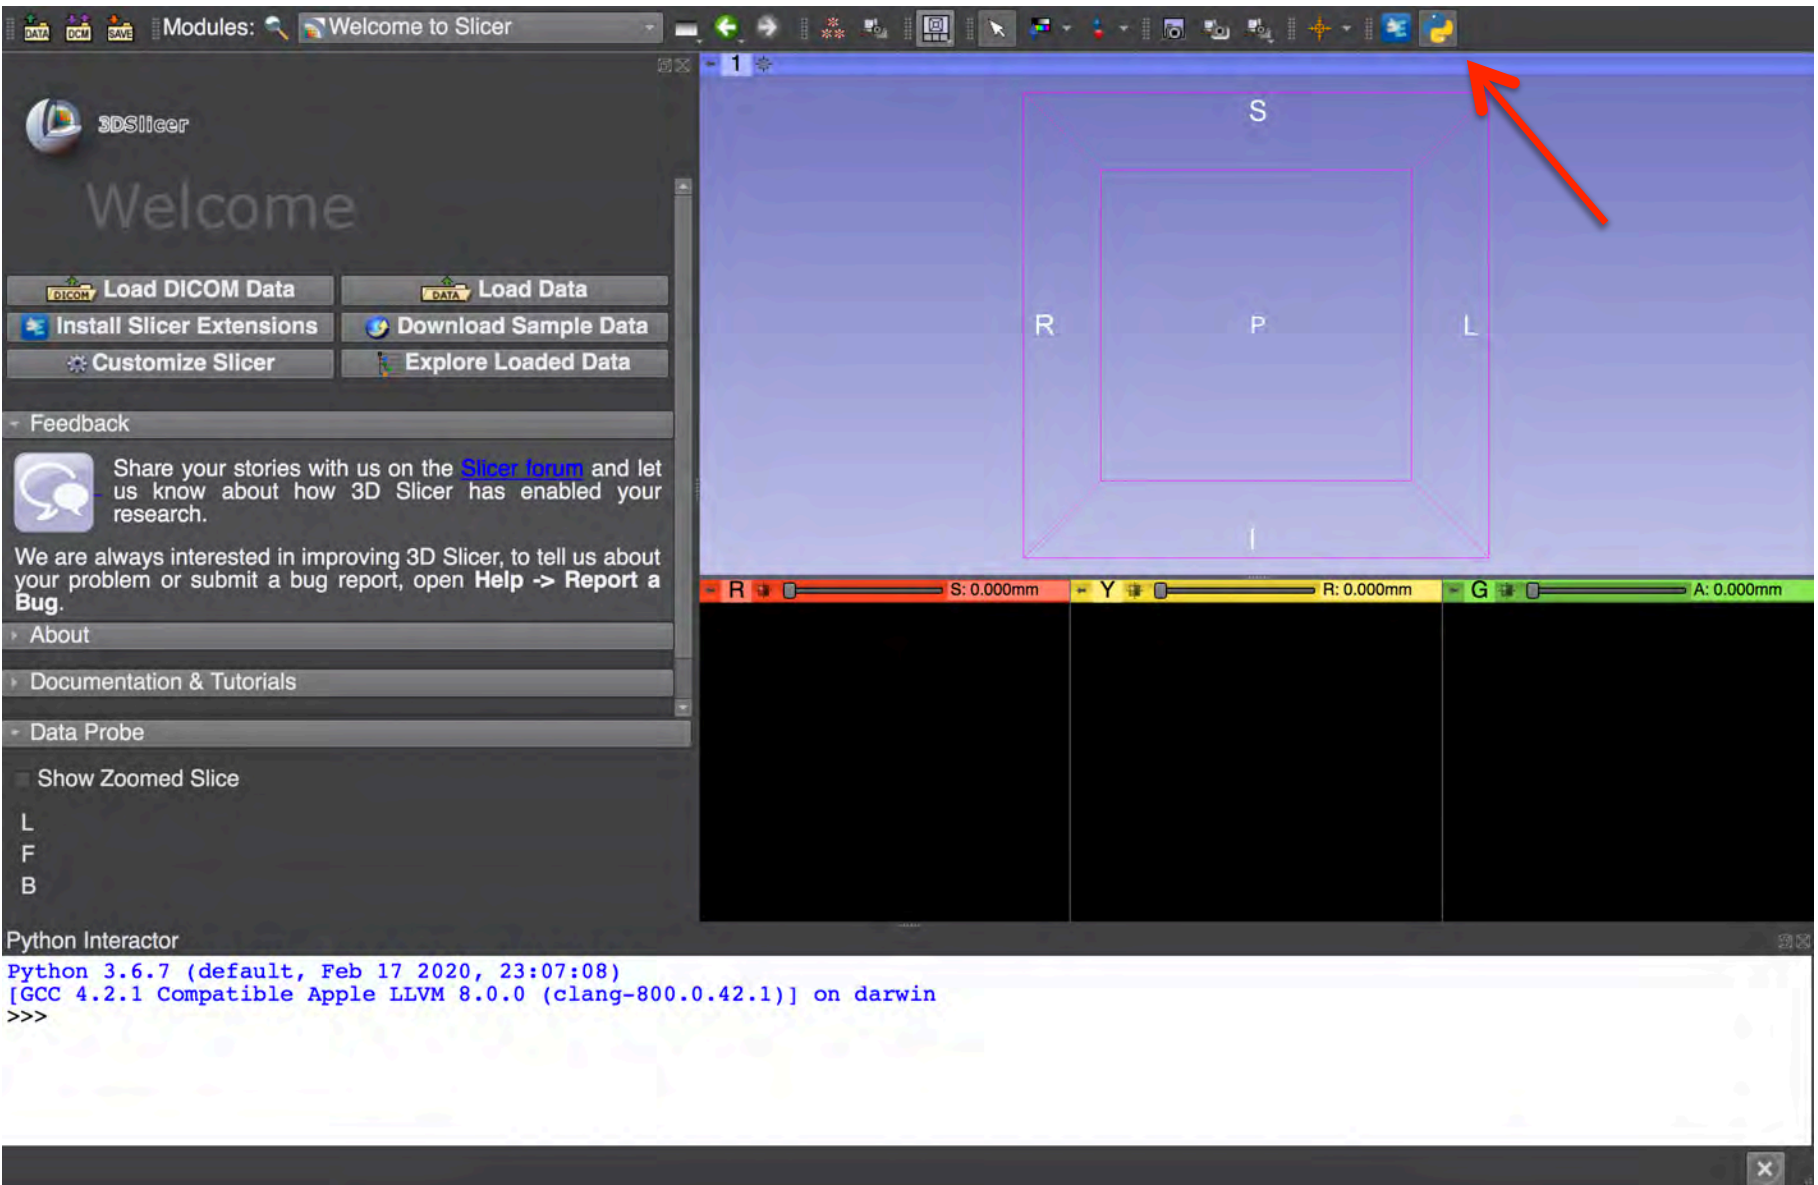 DATA DCM SAVE Modules: Welcome to Slicer
1
3DSlicer
Welcome
DICOM Load DICOM Data
DATA Load Data
Install Slicer Extensions
Download Sample Data
Customize Slicer
Explore Loaded Data
Feedback
Share your stories with us on the Slicer forum and let
us know about how 3D Slicer has enabled your
research.
We are always interested in improving 3D Slicer, to tell us about
your problem or submit a bug report, open Help -> Report a
Bug.
About
Documentation & Tutorials
Data Probe
Show Zoomed Slice
L
F
B
S
R P L
I
R S: 0.000mm
Y R: 0.000mm
G A: 0.000mm
Python Interactor
Python 3.6.7 (default, Feb 17 2020, 23:07:08)
[GCC 4.2.1 Compatible Apple LLVM 8.0.0 (clang-800.0.42.1)] on darwin
>>>